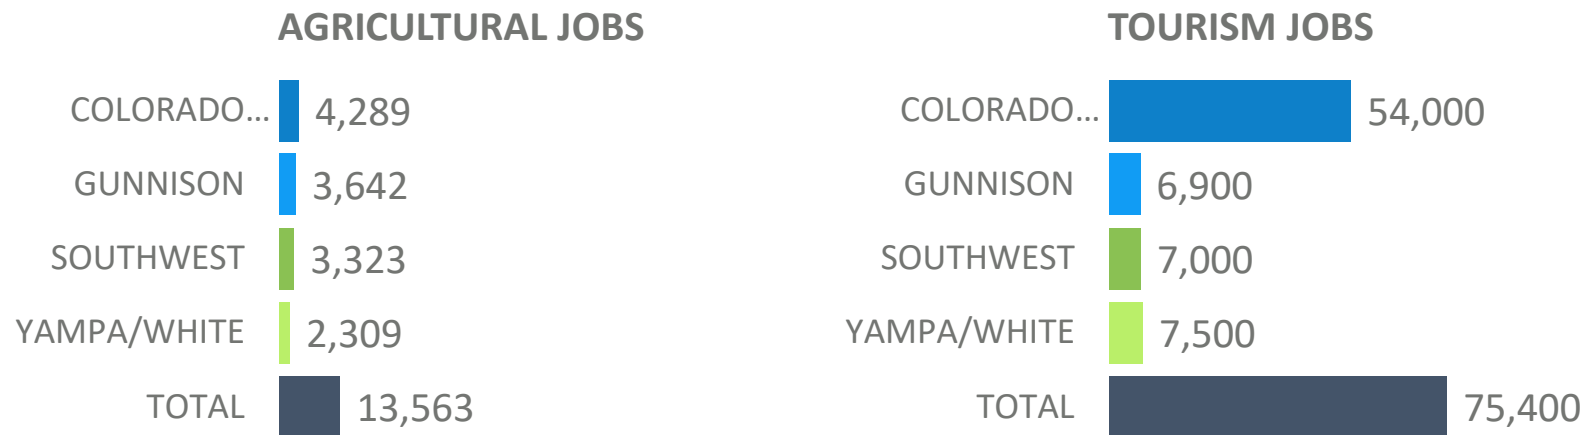 AGRICULTURAL JOBS
COLORADO... 4,289
GUNNISON 3,642
SOUTHWEST 3,323
YAMPA/WHITE 2,309
TOTAL 13,563
TOURISM JOBS
COLORADO... 54,000
GUNNISON 6,900
SOUTHWEST 7,000
YAMPA/WHITE 7,500
TOTAL 75,400